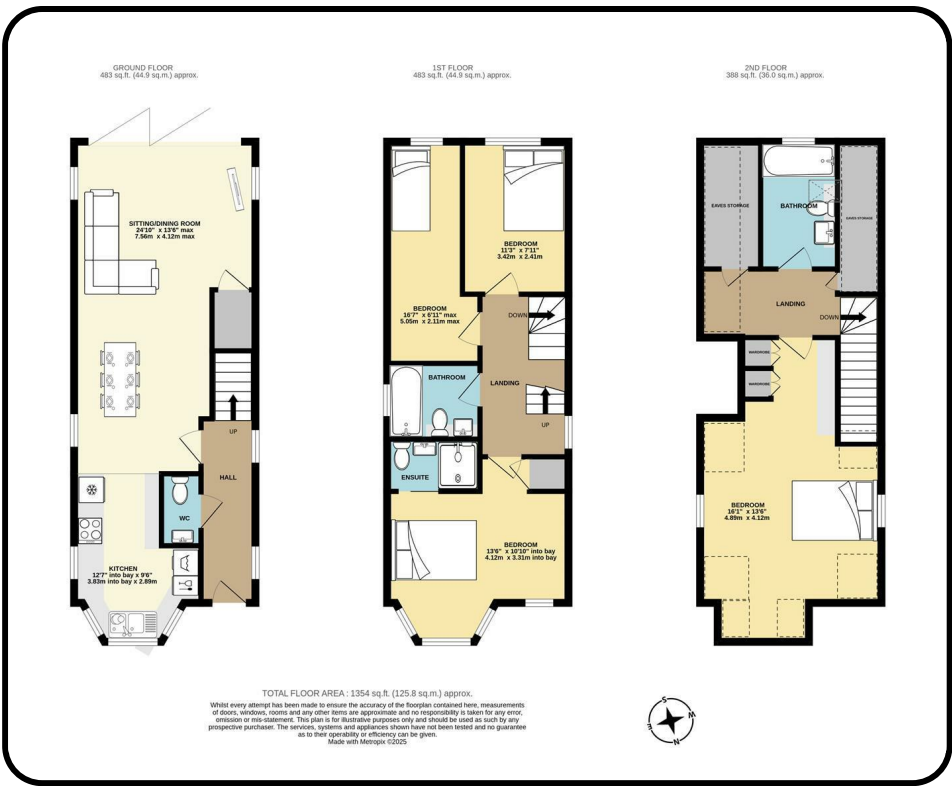 GROUND FLOOR
483 sq.ft. (44.9 sq.m.) approx.
1ST FLOOR
483 sq.ft. (44.9 sq.m.) approx.
2ND FLOOR
388 sq.ft. (36.0 sq.m.) approx.
SITTING/DINING ROOM
24'10" x 13'6" max
7.56m x 4.12m max
UP
HALL
WC
KITCHEN
12'7" into bay x 9'6"
3.83m into bay x 2.89m
BEDROOM
11'3" x 7'11"
3.42m x 2.41m
BEDROOM
16'7" x 6'11" max
5.05m x 2.11m max
DOWN
BATHROOM
LANDING
UP
ENSUITE
BEDROOM
13'6" x 10'10" into bay
4.12m x 3.31m into bay
EAVES STORAGE
BATHROOM
EAVES STORAGE
LANDING
DOWN
WARDROBE
WARDROBE
BEDROOM
16'1" x 13'6"
4.89m x 4.12m
TOTAL FLOOR AREA : 1354 sq.ft. (125.8 sq.m.) approx.
Whilst every attempt has been made to ensure the accuracy of the floorplan contained here, measurements
of doors, windows, rooms and any other items are approximate and no responsibility is taken for any error,
omission or mis-statement. This plan is for illustrative purposes only and should be used as such by any
prospective purchaser. The services, systems and appliances shown have not been tested and no guarantee
as to their operability or efficiency can be given.
Made with Metropix ©2025
S
W
E
N